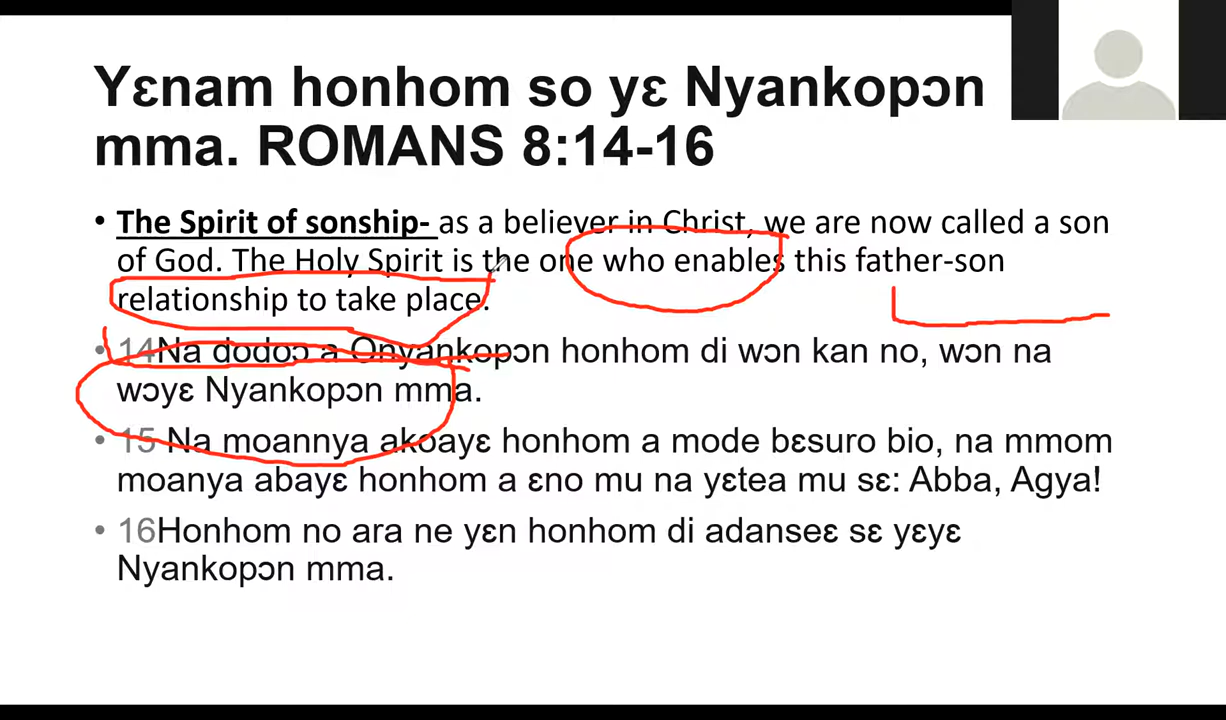 Yɛnam honhom so yɛ Nyankopɔn
mma. ROMANS 8:14-16
• The Spirit of sonship- as a believer in Christ, we are now called a son
of God. The Holy Spirit is the one who enables this father-son
relationship to take place.
• 14Na dodoɔ a Onyankopɔn honhom di wɔn kan no, wɔn na
wɔyɛ Nyankopɔn mma.
• 15 Na moannya akoayɛ honhom a mode bɛsuro bio, na mmom
moanya abayɛ honhom a ɛno mu na yɛtea mu sɛ: Abba, Agya!
• 16Honhom no ara ne yɛn honhom di adanseɛ sɛ yɛyɛ
Nyankopɔn mma.